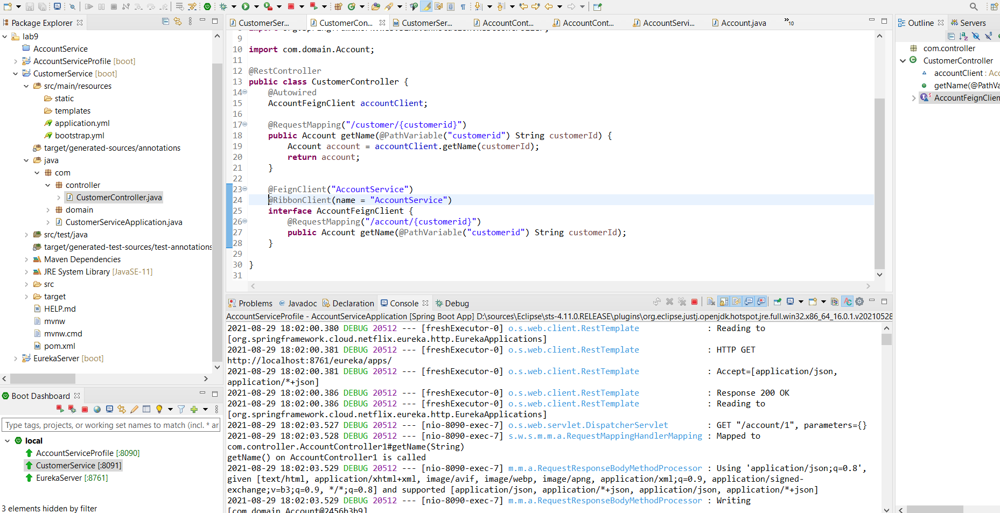 Package Explorer
lab9
AccountService
AccountServiceProfile [boot]
CustomerService [boot]
src/main/resources
static
templates
application.yml
bootstrap.yml
target/generated-sources/annotations
java
com
controller
CustomerController.java
domain
CustomerServiceApplication.java
src/test/java
target/generated-test-sources/test-annotations
Maven Dependencies
JRE System Library [JavaSE-11]
src
target
HELP.md
mvnw
mvnw.cmd
pom.xml
EurekaServer [boot]
Boot Dashboard
Type tags, projects, or working set names to match (incl. * ar
local
AccountServiceProfile [:8090]
CustomerService [:8091]
EurekaServer [:8761]
3 elements hidden by filter
CustomerSer... CustomerCon... CustomerSer... AccountCont... AccountCont... AccountServi... Account.java »10
9
10 import com.domain.Account;
11
12 @RestController
13 public class CustomerController {
14 @Autowired
15 AccountFeignClient accountClient;
16
17 @RequestMapping("/customer/{customerid}")
18 public Account getName(@PathVariable("customerid") String customerId) {
19 Account account = accountClient.getName(customerId);
20 return account;
21 }
22
23 @FeignClient("AccountService")
24 @RibbonClient(name = "AccountService")
25 interface AccountFeignClient {
26 @RequestMapping("/account/{customerid}")
27 public Account getName(@PathVariable("customerid") String customerId);
28 }
29
30 }
31
Problems @ Javadoc Declaration Console Debug
AccountServiceProfile - AccountServiceApplication [Spring Boot App] D:\sources\Eclipse\sts-4.11.0.RELEASE\plugins\org.eclipse.justj.openjdk.hotspot.jre.full.win32.x86_64_16.0.1.v20210528
2021-08-29 18:02:00.380 DEBUG 20512 --- [freshExecutor-0] o.s.web.client.RestTemplate : Reading to
[org.springframework.cloud.netflix.eureka.http.EurekaApplications]
2021-08-29 18:02:00.381 DEBUG 20512 --- [freshExecutor-0] o.s.web.client.RestTemplate : HTTP GET
http://localhost:8761/eureka/apps/
2021-08-29 18:02:00.381 DEBUG 20512 --- [freshExecutor-0] o.s.web.client.RestTemplate : Accept=[application/json,
application/*+json]
2021-08-29 18:02:00.386 DEBUG 20512 --- [freshExecutor-0] o.s.web.client.RestTemplate : Response 200 OK
2021-08-29 18:02:00.386 DEBUG 20512 --- [freshExecutor-0] o.s.web.client.RestTemplate : Reading to
[org.springframework.cloud.netflix.eureka.http.EurekaApplications]
2021-08-29 18:02:03.527 DEBUG 20512 --- [nio-8090-exec-7] o.s.web.servlet.DispatcherServlet : GET "/account/1", parameters={}
2021-08-29 18:02:03.528 DEBUG 20512 --- [nio-8090-exec-7] s.w.s.m.m.a.RequestMappingHandlerMapping : Mapped to
com.controller.AccountController1#getName(String)
getName() on AccountController1 is called
2021-08-29 18:02:03.529 DEBUG 20512 --- [nio-8090-exec-7] m.m.a.RequestResponseBodyMethodProcessor : Using 'application/json;q=0.8',
given [text/html, application/xhtml+xml, image/avif, image/webp, image/apng, application/xml;q=0.9, application/signed-
exchange;v=b3;q=0.9, */*;q=0.8] and supported [application/json, application/*+json, application/json, application/*+json]
2021-08-29 18:02:03.529 DEBUG 20512 --- [nio-8090-exec-7] m.m.a.RequestResponseBodyMethodProcessor : Writing
[com.domain.Account@2456b3b9]
Outline Servers
com.controller
CustomerController
accountClient : Acc
getName(@PathVa
AccountFeignClien